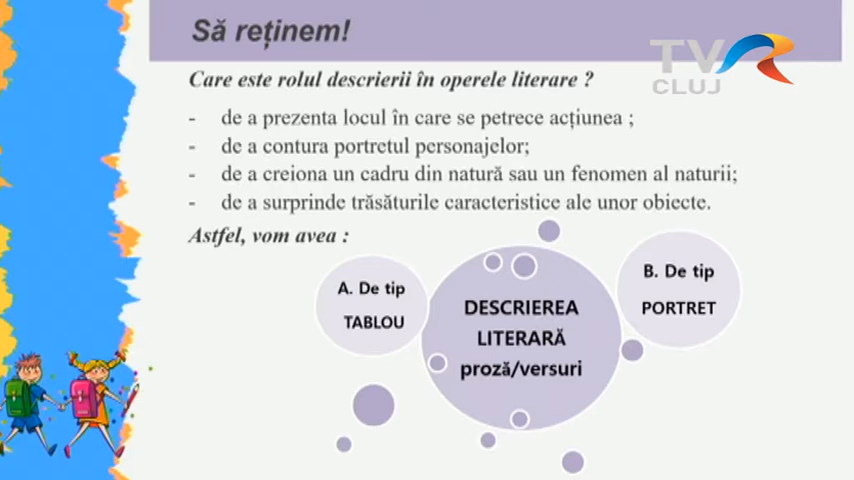 Să reținem!
TVR
CLUJ
Care este rolul descrierii în operele literare ?
- de a prezenta locul în care se petrece acțiunea ;
- de a contura portretul personajelor;
- de a creiona un cadru din natură sau un fenomen al naturii;
- de a surprinde trăsăturile caracteristice ale unor obiecte.
Astfel, vom avea :
A. De tip
TABLOU
DESCRIEREA
LITERARĂ
proză/versuri
B. De tip
PORTRET